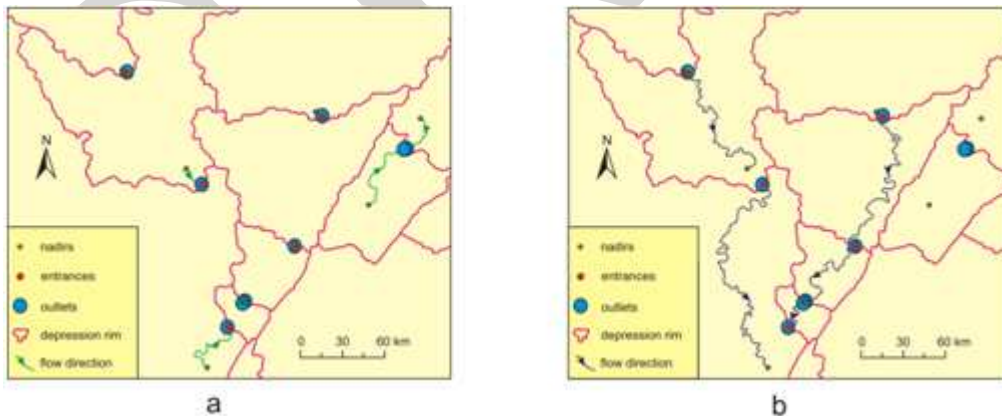 N
nadirs
entrances
outlets
depression rim
flow direction
0 30 60 km
a
N
nadirs
entrances
outlets
depression rim
flow direction
0 30 60 km
b